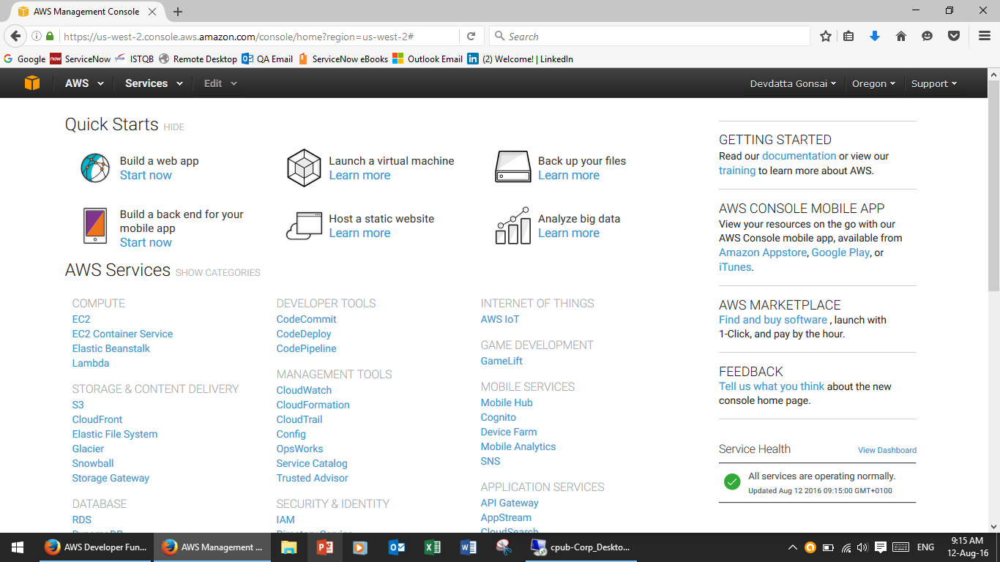 AWS Management Console
https://us-west-2.console.aws.amazon.com/console/home?region=us-west-2#
Search
Google
now
ServiceNow
ISTQB
Remote Desktop
QA Email
ServiceNow eBooks
Outlook Email
in
(2) Welcome! | LinkedIn
AWS
Services
Edit
Devdatta Gonsai
Oregon
Support
Quick Starts HIDE
Build a web app
Start now
Launch a virtual machine
Learn more
Back up your files
Learn more
Build a back end for your
mobile app
Start now
Host a static website
Learn more
Analyze big data
Learn more
AWS Services SHOW CATEGORIES
COMPUTE
EC2
EC2 Container Service
Elastic Beanstalk
Lambda
STORAGE & CONTENT DELIVERY
S3
CloudFront
Elastic File System
Glacier
Snowball
Storage Gateway
DATABASE
RDS
DynamoDB
DEVELOPER TOOLS
CodeCommit
CodeDeploy
CodePipeline
MANAGEMENT TOOLS
CloudWatch
CloudFormation
CloudTrail
Config
OpsWorks
Service Catalog
Trusted Advisor
SECURITY & IDENTITY
IAM
Directory Service
INTERNET OF THINGS
AWS IoT
GAME DEVELOPMENT
GameLift
MOBILE SERVICES
Mobile Hub
Cognito
Device Farm
Mobile Analytics
SNS
APPLICATION SERVICES
API Gateway
AppStream
CloudSearch
GETTING STARTED
Read our documentation or view our
training to learn more about AWS.
AWS CONSOLE MOBILE APP
View your resources on the go with our
AWS Console mobile app, available from
Amazon Appstore, Google Play, or
iTunes.
AWS MARKETPLACE
Find and buy software , launch with
1-Click, and pay by the hour.
FEEDBACK
Tell us what you think about the new
console home page.
Service Health
View Dashboard
All services are operating normally.
Updated Aug 12 2016 09:15:00 GMT+0100
AWS Developer Fun...
AWS Management ...
cpub-Corp_Deskto...
ENG
9:15 AM
12-Aug-16